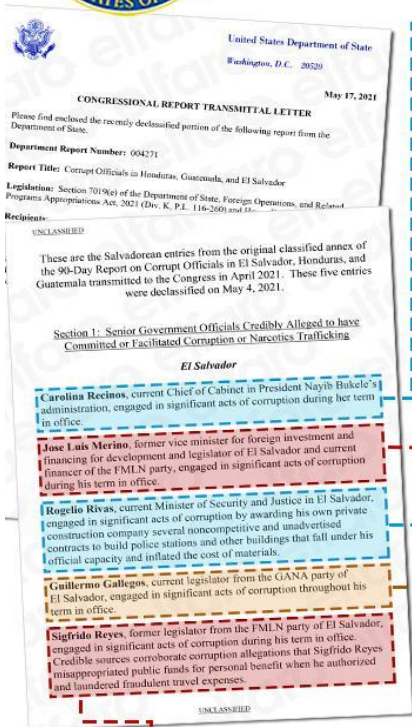 United States Department of State
Washington, D.C. 20520
May 17, 2021
CONGRESSIONAL REPORT TRANSMITTAL LETTER
Please find enclosed the recently declassified portion of the following report from the
Department of State.
Department Report Number: 004271
Report Title: Corrupt Officials in Honduras, Guatemala, and El Salvador
Legislation: Section 7019(e) of the Department of State, Foreign Operations, and Related
Programs Appropriations Act, 2021 (Div. K, P.L. 116-260) and
Recipients:
UNCLASSIFIED
These are the Salvadorean entries from the original classified annex of
the 90-Day Report on Corrupt Officials in El Salvador, Honduras, and
Guatemala transmitted to the Congress in April 2021. These five entries
were declassified on May 4, 2021.
Section 1: Senior Government Officials Credibly Alleged to have
Committed or Facilitated Corruption or Narcotics Trafficking
El Salvador
Carolina Recinos, current Chief of Cabinet in President Nayib Bukele's
administration, engaged in significant acts of corruption during her term
in office.
Jose Luis Merino, former vice minister for foreign investment and
financing for development and legislator of El Salvador and current
financer of the FMLN party, engaged in significant acts of corruption
during his term in office.
Rogelio Rivas, current Minister of Security and Justice in El Salvador,
engaged in significant acts of corruption by awarding his own private
construction company several noncompetitive and unadvertised
contracts to build police stations and other buildings that fall under his
official capacity and inflated the cost of materials.
Guillermo Gallegos, current legislator from the GANA party of
El Salvador, engaged in significant acts of corruption throughout his
term in office.
Sigfrido Reyes, former legislator from the FMLN party of El Salvador,
engaged in significant acts of corruption during his term in office.
Credible sources corroborate corruption allegations that Sigfrido Reyes
misappropriated public funds for personal benefit when he authorized
and laundered fraudulent travel expenses.
UNCLASSIFIED